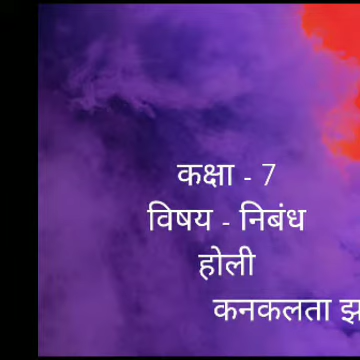 कक्षा - 7
विषय - निबंध
होली
कनकलता